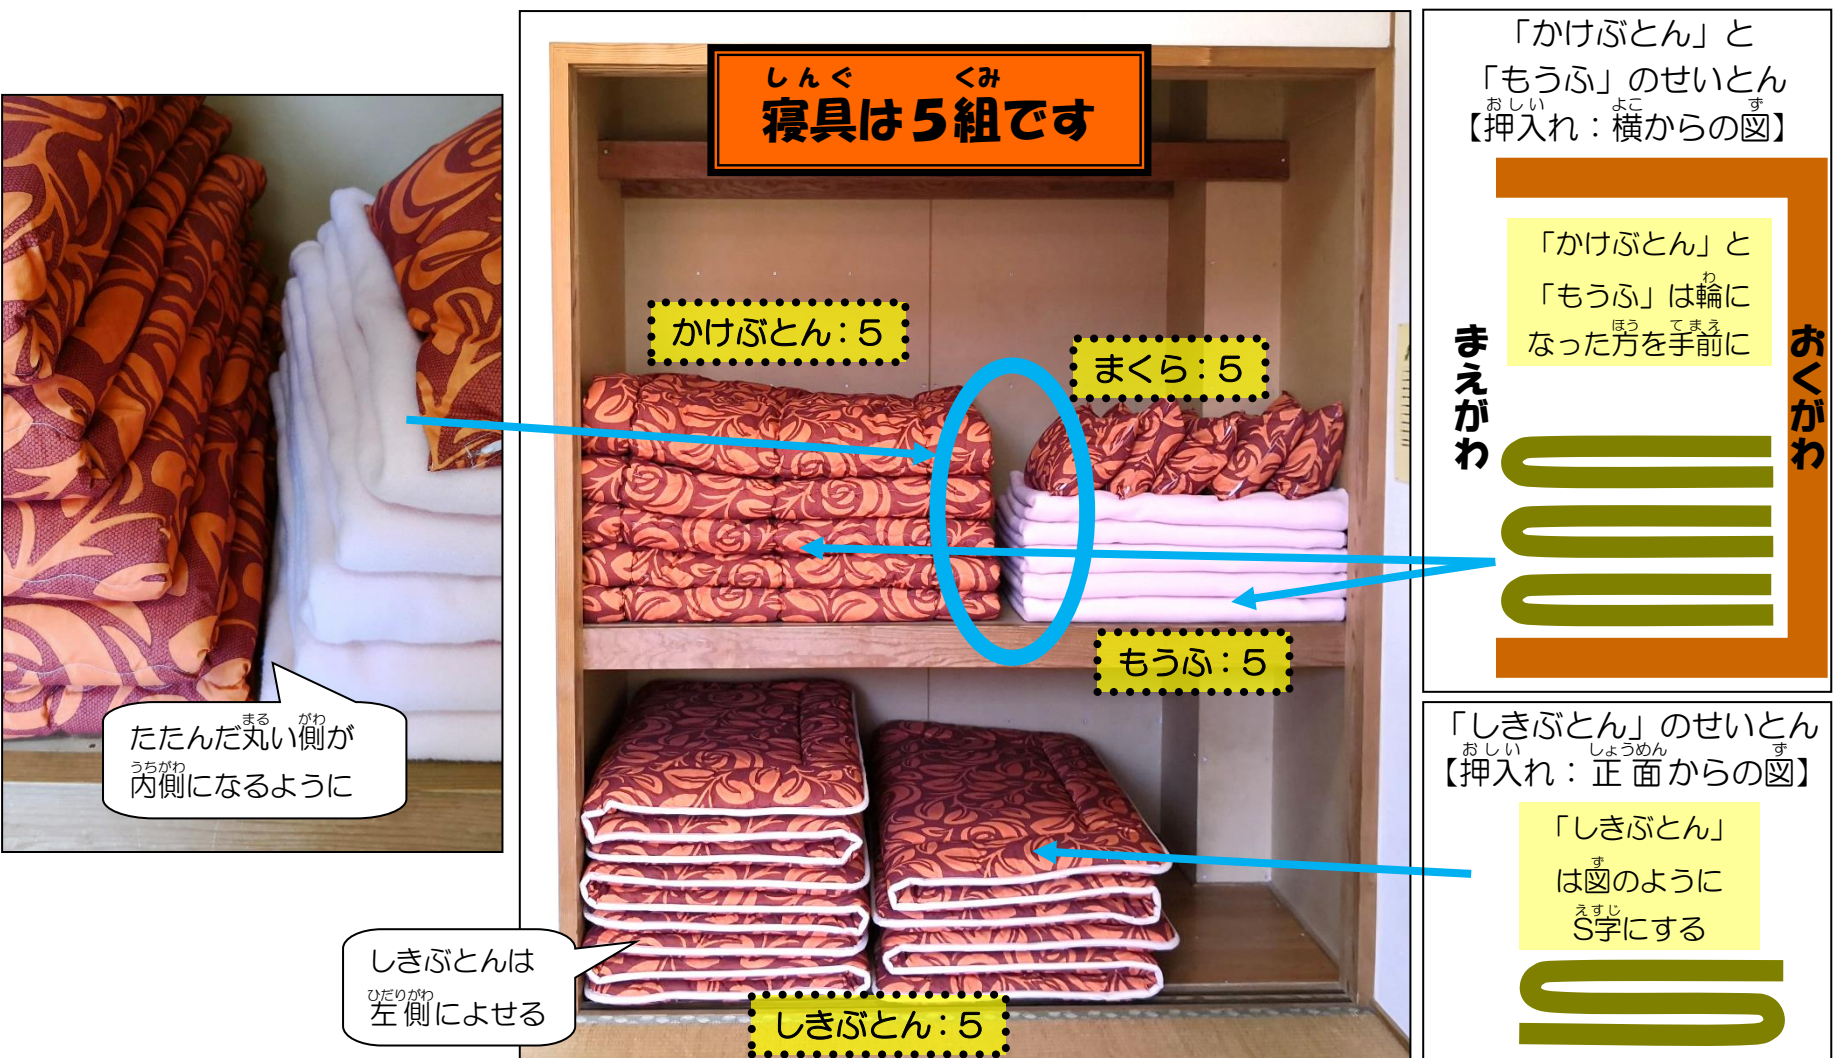 寝具は5組です
しんぐ くみ
かけぶとん：5
まくら：5
もうふ：5
しきぶとん：5
たたんだ丸い側が
まる がわ
内側になるように
うちがわ
しきぶとんは
左側によせる
ひだりがわ
「かけぶとん」と
「もうふ」のせいとん
【押入れ：横からの図】
おしい よこ ず
「かけぶとん」と
「もうふ」は輪に
わ
なった方を手前に
ほう てまえ
まえがわ
おくがわ
「しきぶとん」のせいとん
【押入れ：正面からの図】
おしい しょうめん ず
「しきぶとん」
は図のように
ず
S字にする
えすじ